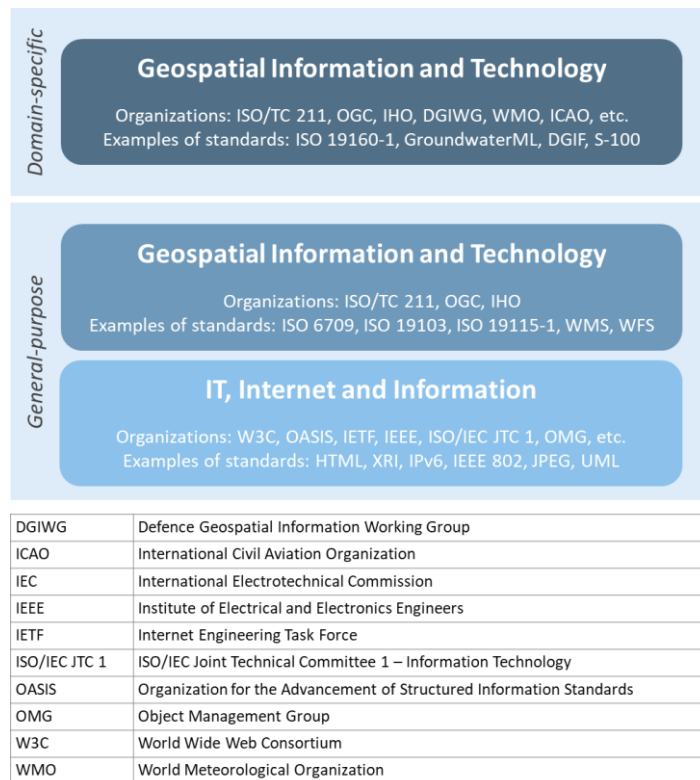 Domain-specific
Geospatial Information and Technology
Organizations: ISO/TC 211, OGC, IHO, DGIWG, WMO, ICAO, etc.
Examples of standards: ISO 19160-1, GroundwaterML, DGIF, S-100
General-purpose
Geospatial Information and Technology
Organizations: ISO/TC 211, OGC, IHO
Examples of standards: ISO 6709, ISO 19103, ISO 19115-1, WMS, WFS
IT, Internet and Information
Organizations: W3C, OASIS, IETF, IEEE, ISO/IEC JTC 1, OMG, etc.
Examples of standards: HTML, XRI, IPv6, IEEE 802, JPEG, UML
DGIWG Defence Geospatial Information Working Group
ICAO International Civil Aviation Organization
IEC International Electrotechnical Commission
IEEE Institute of Electrical and Electronics Engineers
IETF Internet Engineering Task Force
ISO/IEC JTC 1 ISO/IEC Joint Technical Committee 1 – Information Technology
OASIS Organization for the Advancement of Structured Information Standards
OMG Object Management Group
W3C World Wide Web Consortium
WMO World Meteorological Organization